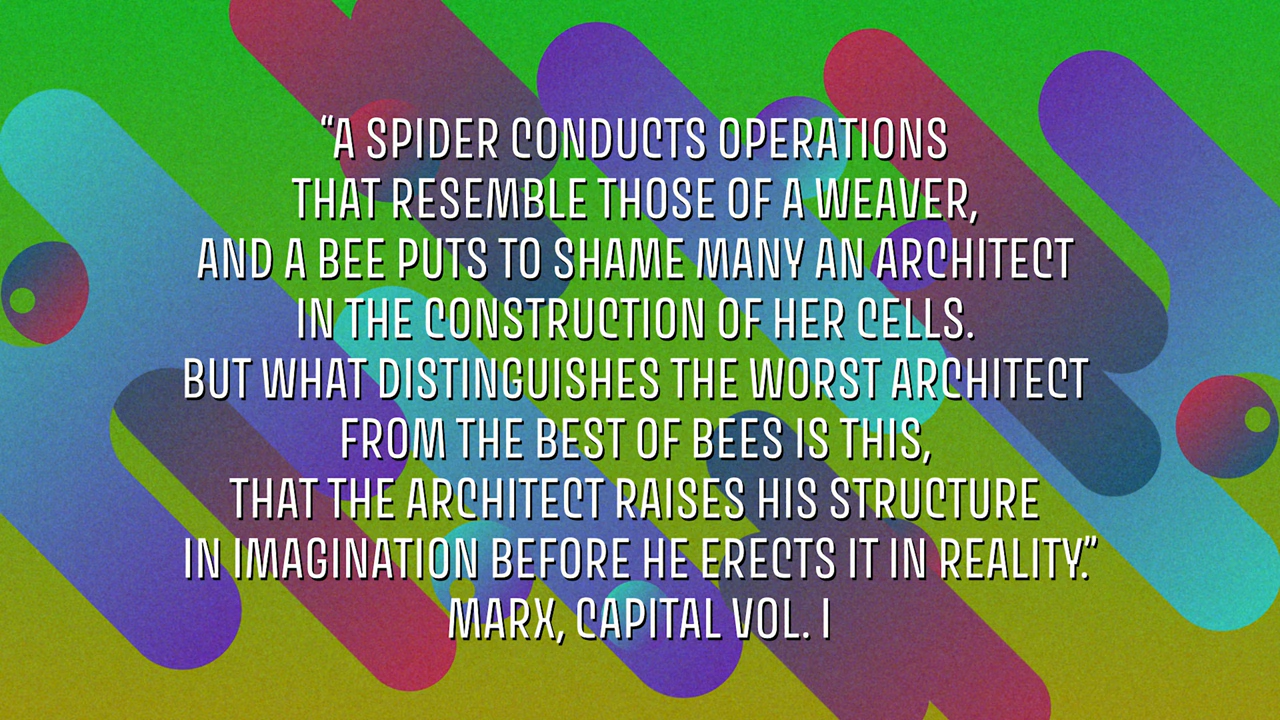 “A SPIDER CONDUCTS OPERATIONS
THAT RESEMBLE THOSE OF A WEAVER,
AND A BEE PUTS TO SHAME MANY AN ARCHITECT
IN THE CONSTRUCTION OF HER CELLS.
BUT WHAT DISTINGUISHES THE WORST ARCHITECT
FROM THE BEST OF BEES IS THIS,
THAT THE ARCHITECT RAISES HIS STRUCTURE
IN IMAGINATION BEFORE HE ERECTS IT IN REALITY.”
MARX, CAPITAL VOL. I